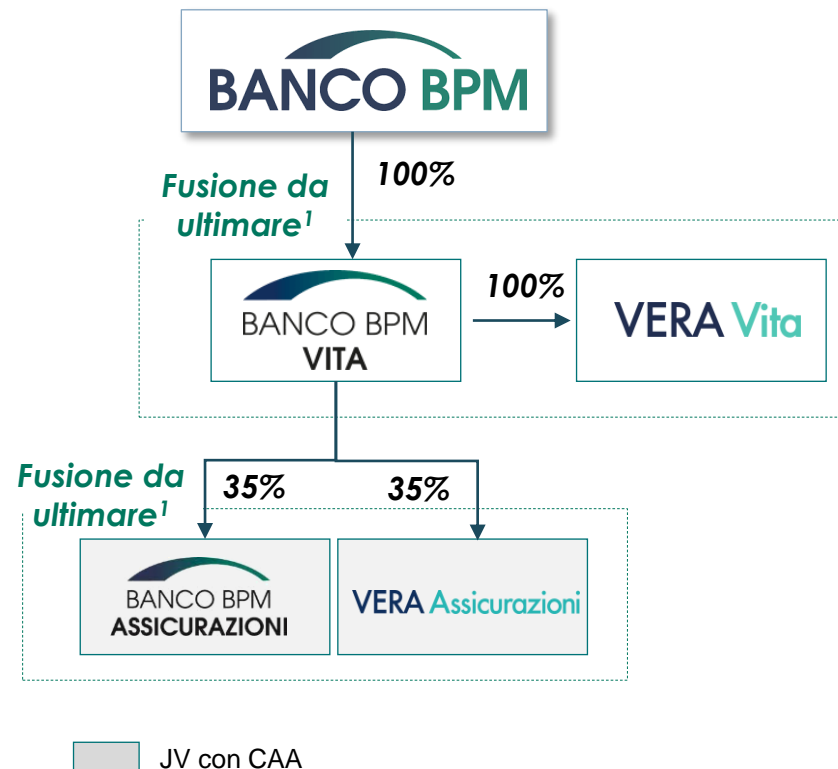 BANCO BPM
100%
Fusione da
ultimare¹
BANCO BPM
VITA
100%
VERA Vita
Fusione da
ultimare¹
35%
35%
BANCO BPM
ASSICURAZIONI
VERA Assicurazioni
JV con CAA